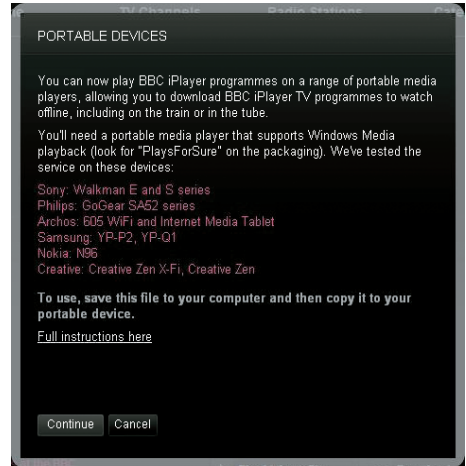 TV Channels Radio Stations
PORTABLE DEVICES
You can now play BBC iPlayer programmes on a range of portable media
players, allowing you to download BBC iPlayer TV programmes to watch
offline, including on the train or in the tube.
You'll need a portable media player that supports Windows Media
playback (look for "PlaysForSure" on the packaging). We've tested the
service on these devices:
Sony: Walkman E and S series
Philips: GoGear SA52 series
Archos: 605 WiFi and Internet Media Tablet
Samsung: YP-P2, YP-Q1
Nokia: N96
Creative: Creative Zen X-Fi, Creative Zen
To use, save this file to your computer and then copy it to your
portable device.
Full instructions here
Continue Cancel